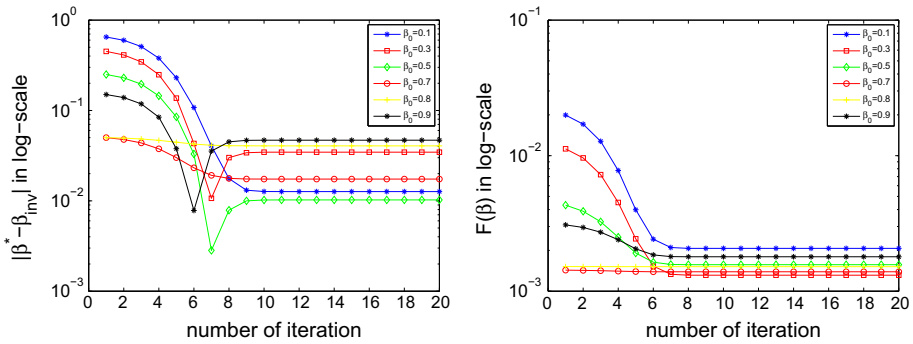 |β* − β_inv| in log−scale
10^0
10^−1
10^−2
10^−3
0 2 4 6 8 10 12 14 16 18 20
number of iteration
β_0=0.1
β_0=0.3
β_0=0.5
β_0=0.7
β_0=0.8
β_0=0.9
F(β) in log−scale
10^−1
10^−2
10^−3
0 2 4 6 8 10 12 14 16 18 20
number of iteration
β_0=0.1
β_0=0.3
β_0=0.5
β_0=0.7
β_0=0.8
β_0=0.9